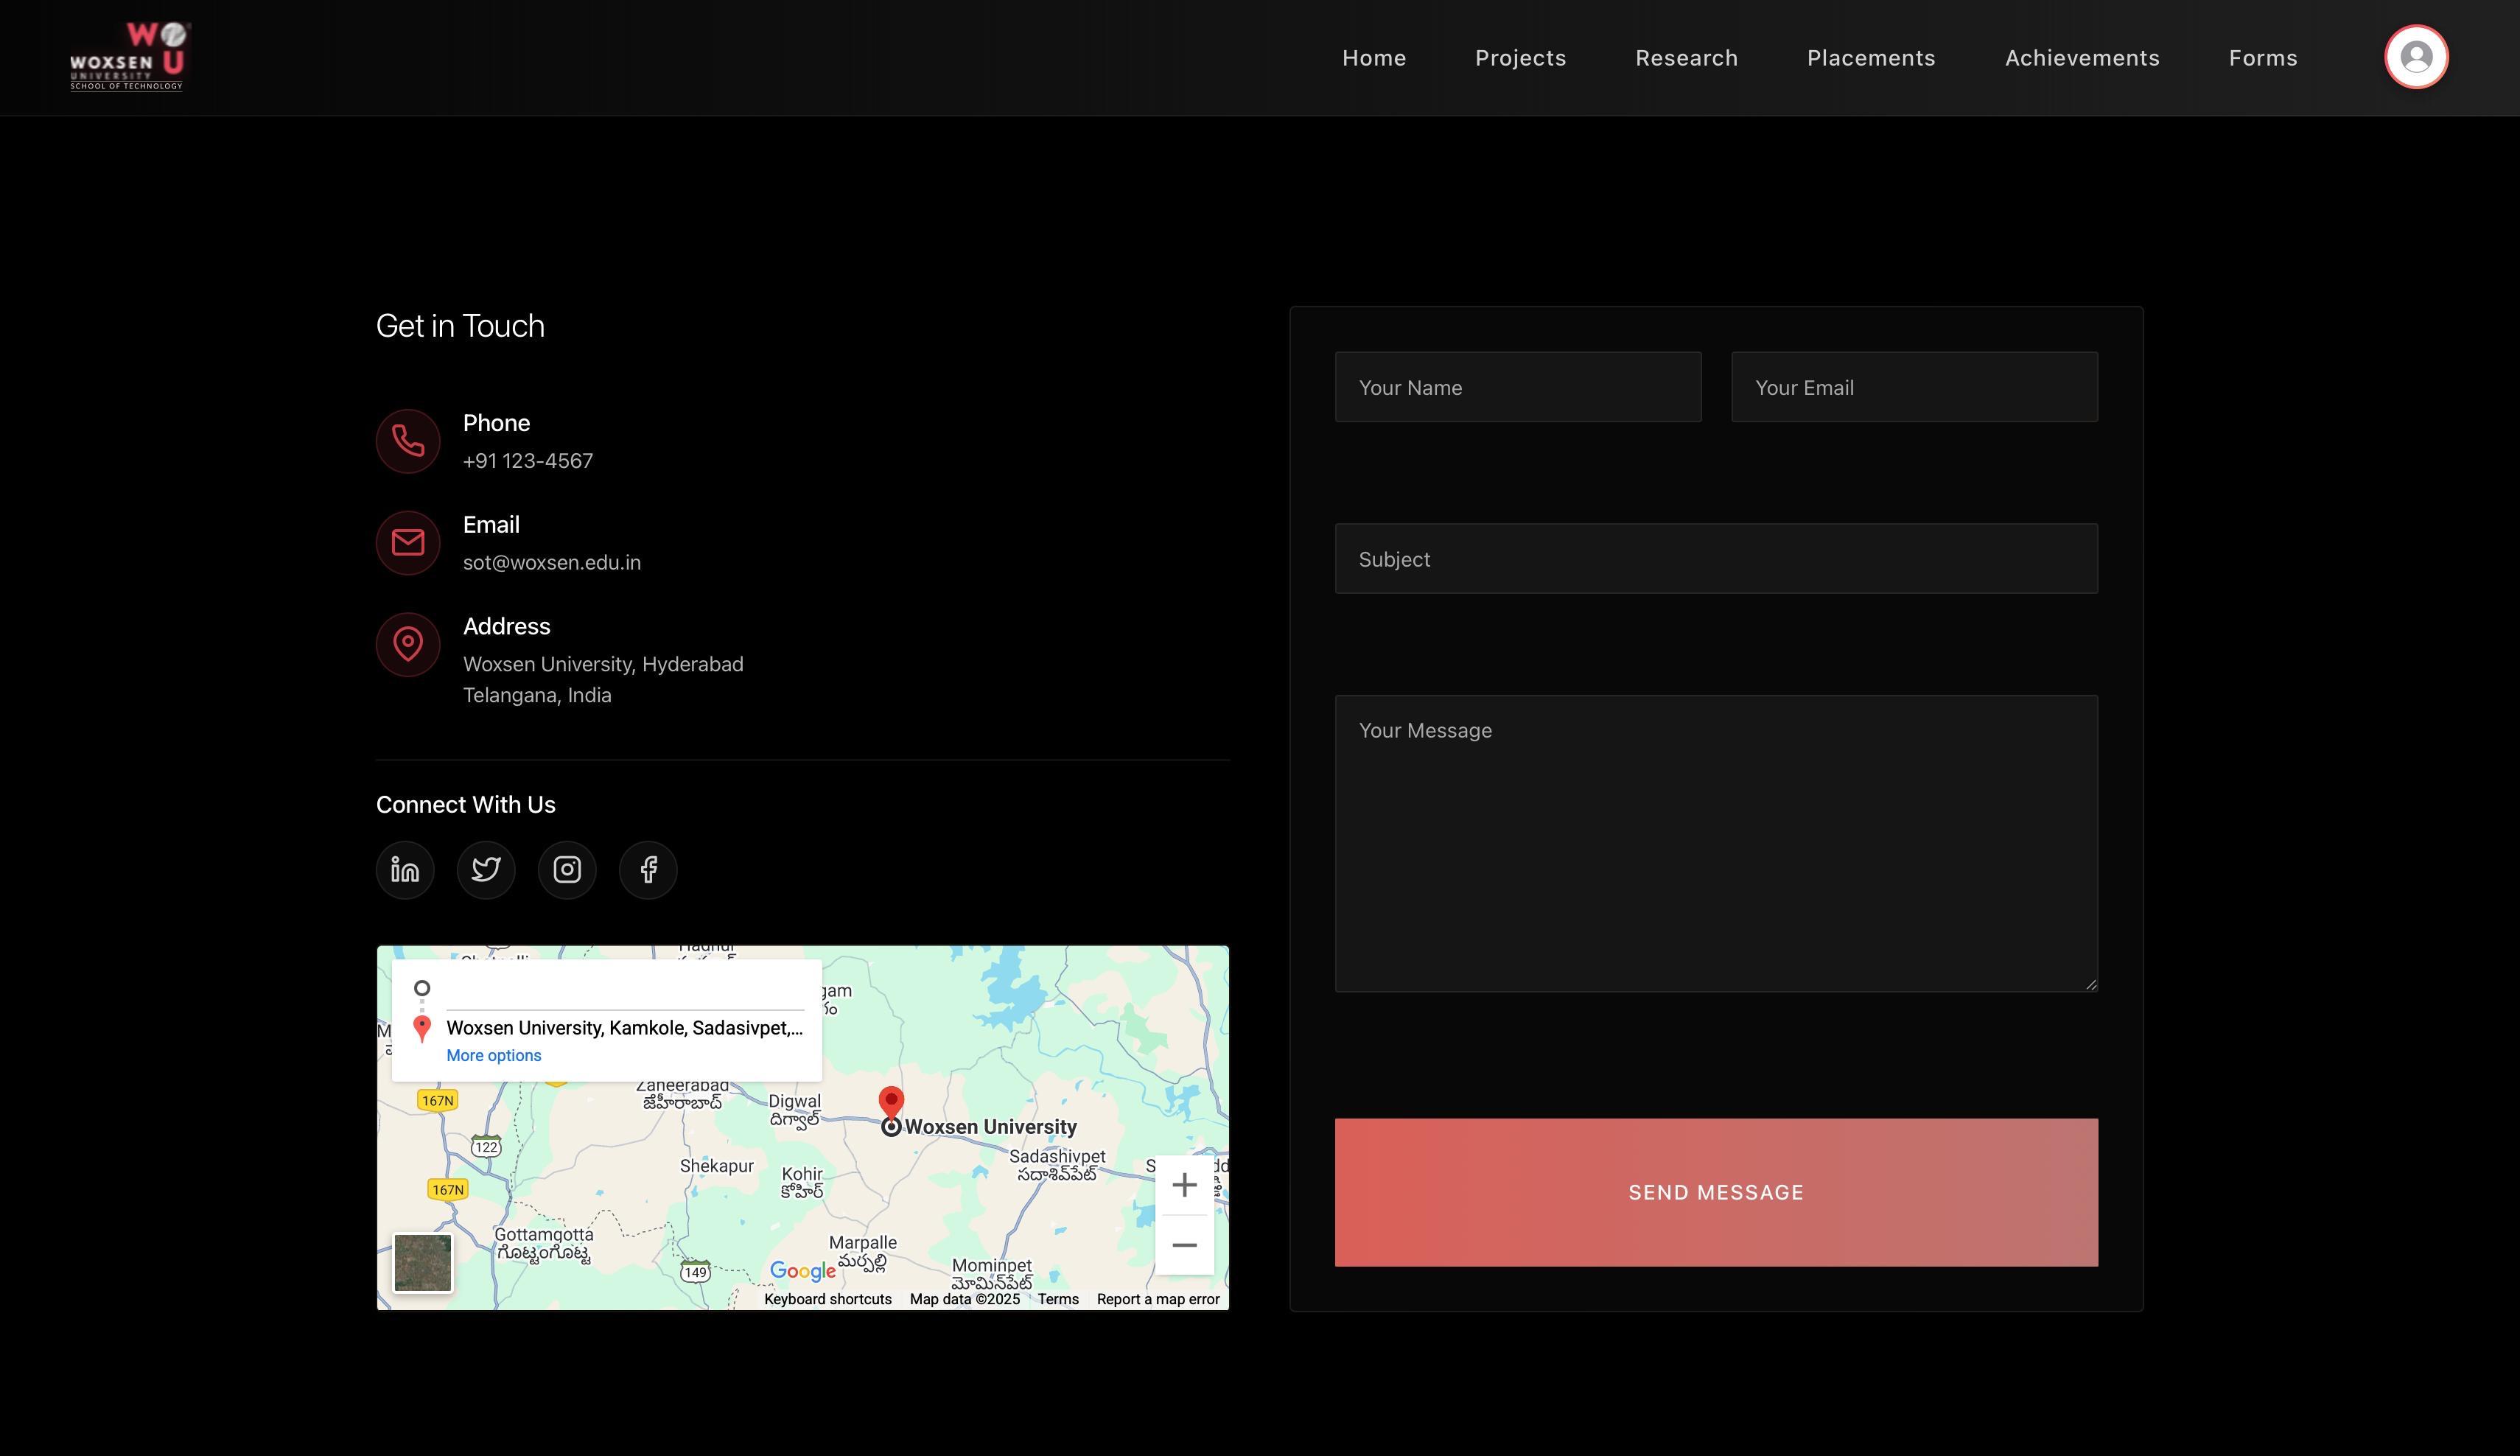 W U
WOXSEN
UNIVERSITY
SCHOOL OF TECHNOLOGY
Home
Projects
Research
Placements
Achievements
Forms
Get in Touch
Phone
+91 123-4567
Email
sot@woxsen.edu.in
Address
Woxsen University, Hyderabad
Telangana, India
Connect With Us
Woxsen University, Kamkole, Sadasivpet,...
More options
Zaheerabad
జహీరాబాద్
Digwal
దిగ్వాల్
Woxsen University
167N
122
167N
Shekapur
Kohir
కోహిర్
Sadashivpet
సదాశివ్‌పేట్
Gottamgotta
గొట్టంగొట్ట
149
Marpalle
మర్పల్లి
Mominpet
మోమిన్‌పేట్
Google
Keyboard shortcuts
Map data ©2025
Terms
Report a map error
Your Name
Your Email
Subject
Your Message
SEND MESSAGE